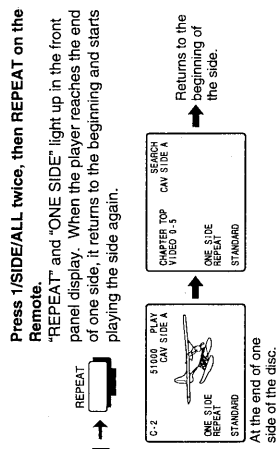 Press 1/SIDE/ALL twice, then REPEAT on the
Remote.
"REPEAT" and "ONE SIDE" light up in the front
panel display. When the player reaches the end
of one side, it returns to the beginning and starts
playing the side again.
REPEAT
C-2 51000 PLAY
CAV SIDE A
ONE SIDE
REPEAT
STANDARD
At the end of one
side of the disc.
CHAPTER TOP SEARCH
VIDEO 0-5 CAV SIDE A
ONE SIDE
REPEAT
STANDARD
Returns to the
beginning of
the side.